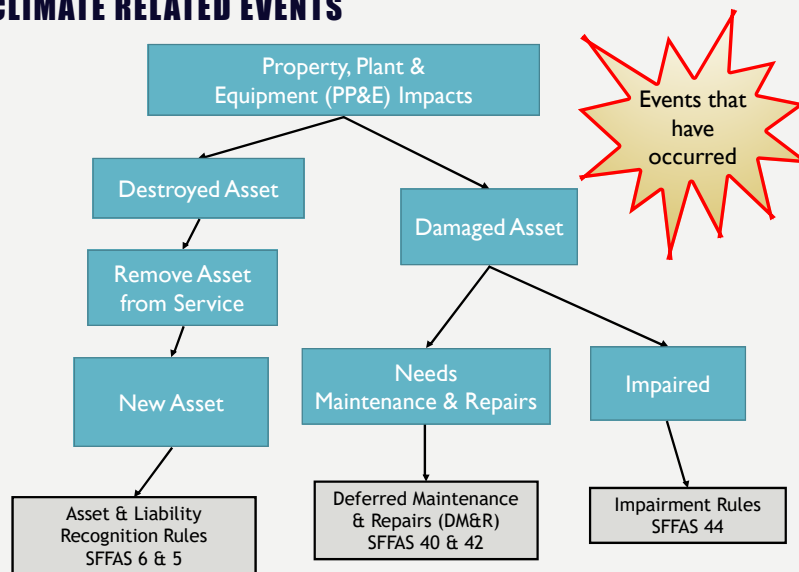 CLIMATE RELATED EVENTS
Property, Plant &
Equipment (PP&E) Impacts
Events that
have
occurred
Destroyed Asset
Damaged Asset
Remove Asset
from Service
New Asset
Needs
Maintenance & Repairs
Impaired
Asset & Liability
Recognition Rules
SFFAS 6 & 5
Deferred Maintenance
& Repairs (DM&R)
SFFAS 40 & 42
Impairment Rules
SFFAS 44